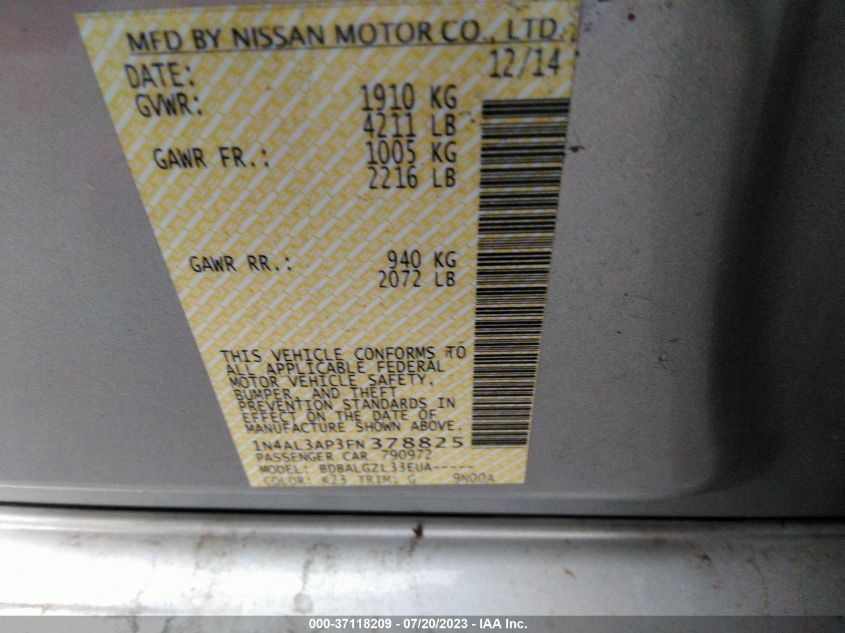 MFD BY NISSAN MOTOR CO., LTD.
DATE: 12/14
GVWR: 1910 KG
4211 LB
GAWR FR.: 1005 KG
2216 LB
GAWR RR.: 940 KG
2072 LB
THIS VEHICLE CONFORMS TO
ALL APPLICABLE FEDERAL
MOTOR VEHICLE SAFETY,
BUMPER, AND THEFT
PREVENTION STANDARDS IN
EFFECT ON THE DATE OF
MANUFACTURE SHOWN ABOVE.
1N4AL3AP3FN378825
PASSENGER CAR 790972
MODEL: BDBALGZL33EUA-----
COLOR: K23 TRIM: G 9N00A
000-37118209 - 07/20/2023 - IAA Inc.